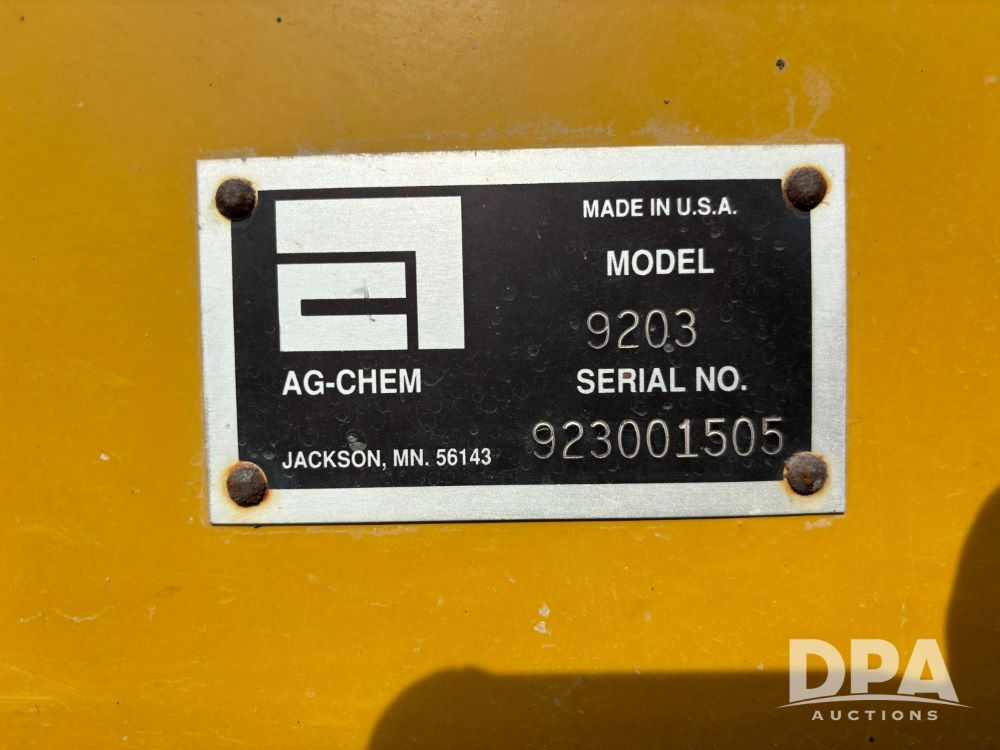 MADE IN U.S.A.
MODEL
9203
AG-CHEM
SERIAL NO.
923001505
JACKSON, MN. 56143
DPA
AUCTIONS